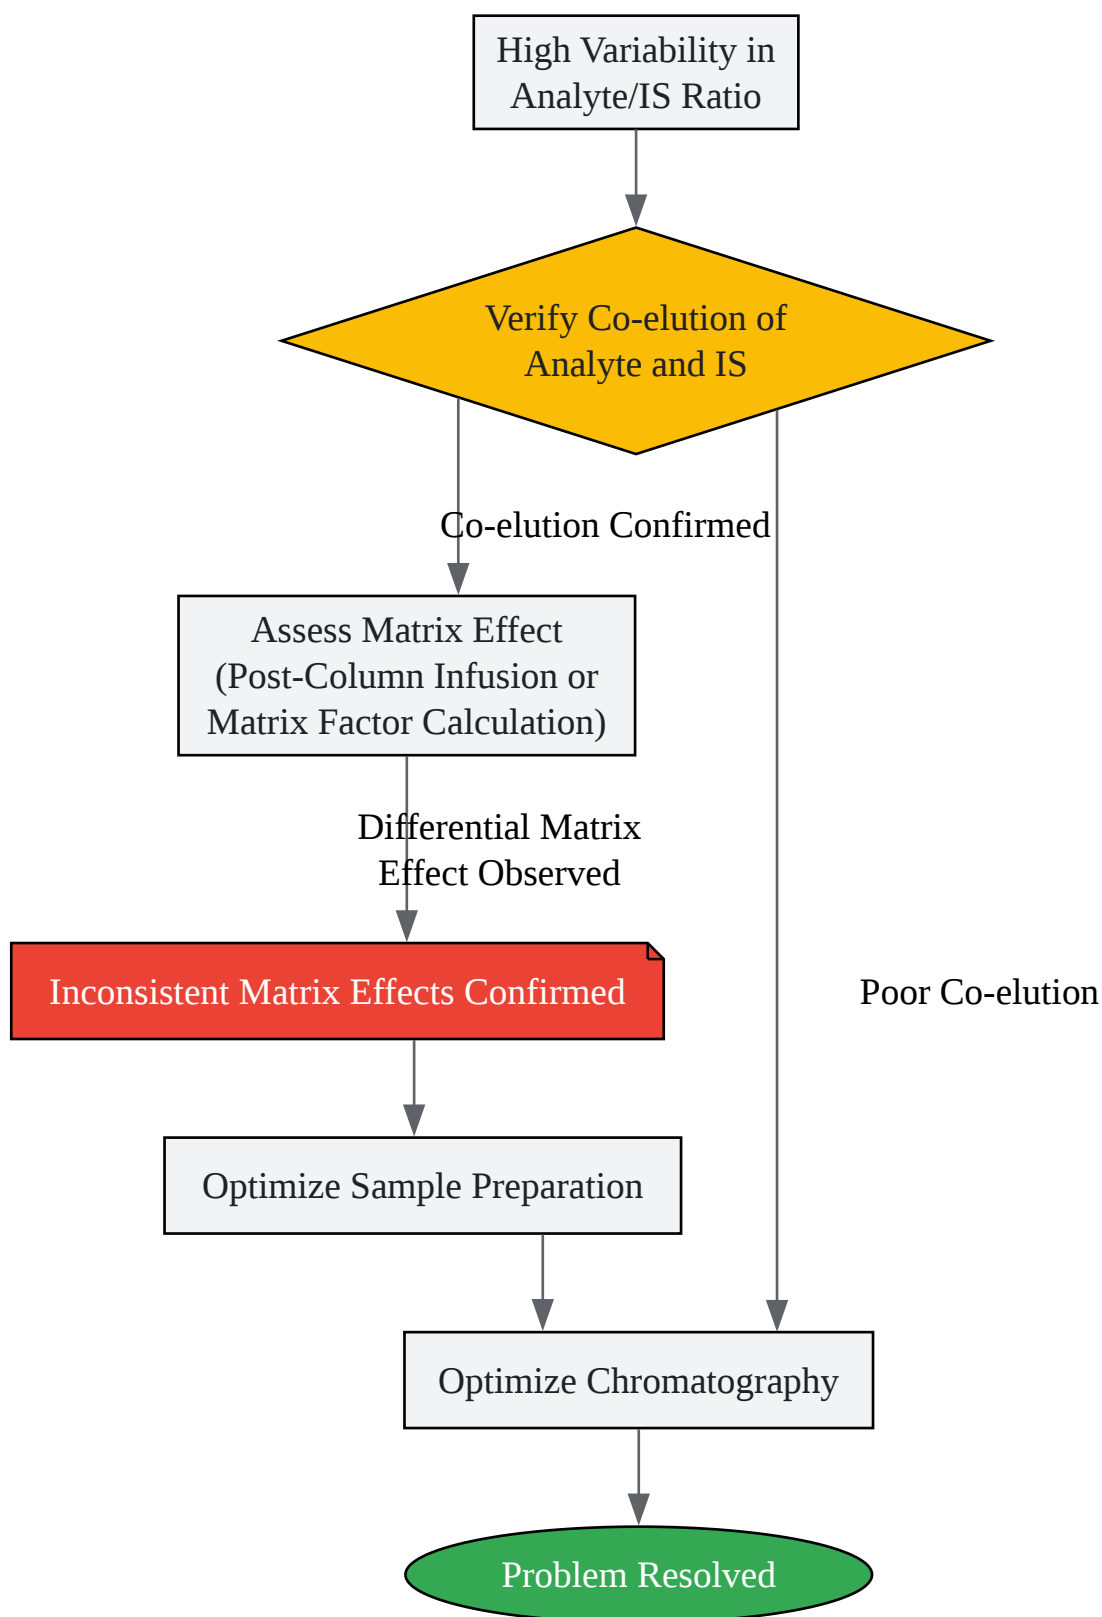 High Variability in
Analyte/IS Ratio
Verify Co-elution of
Analyte and IS
Co-elution Confirmed
Assess Matrix Effect
(Post-Column Infusion or
Matrix Factor Calculation)
Differential Matrix
Effect Observed
Inconsistent Matrix Effects Confirmed
Poor Co-elution
Optimize Sample Preparation
Optimize Chromatography
Problem Resolved